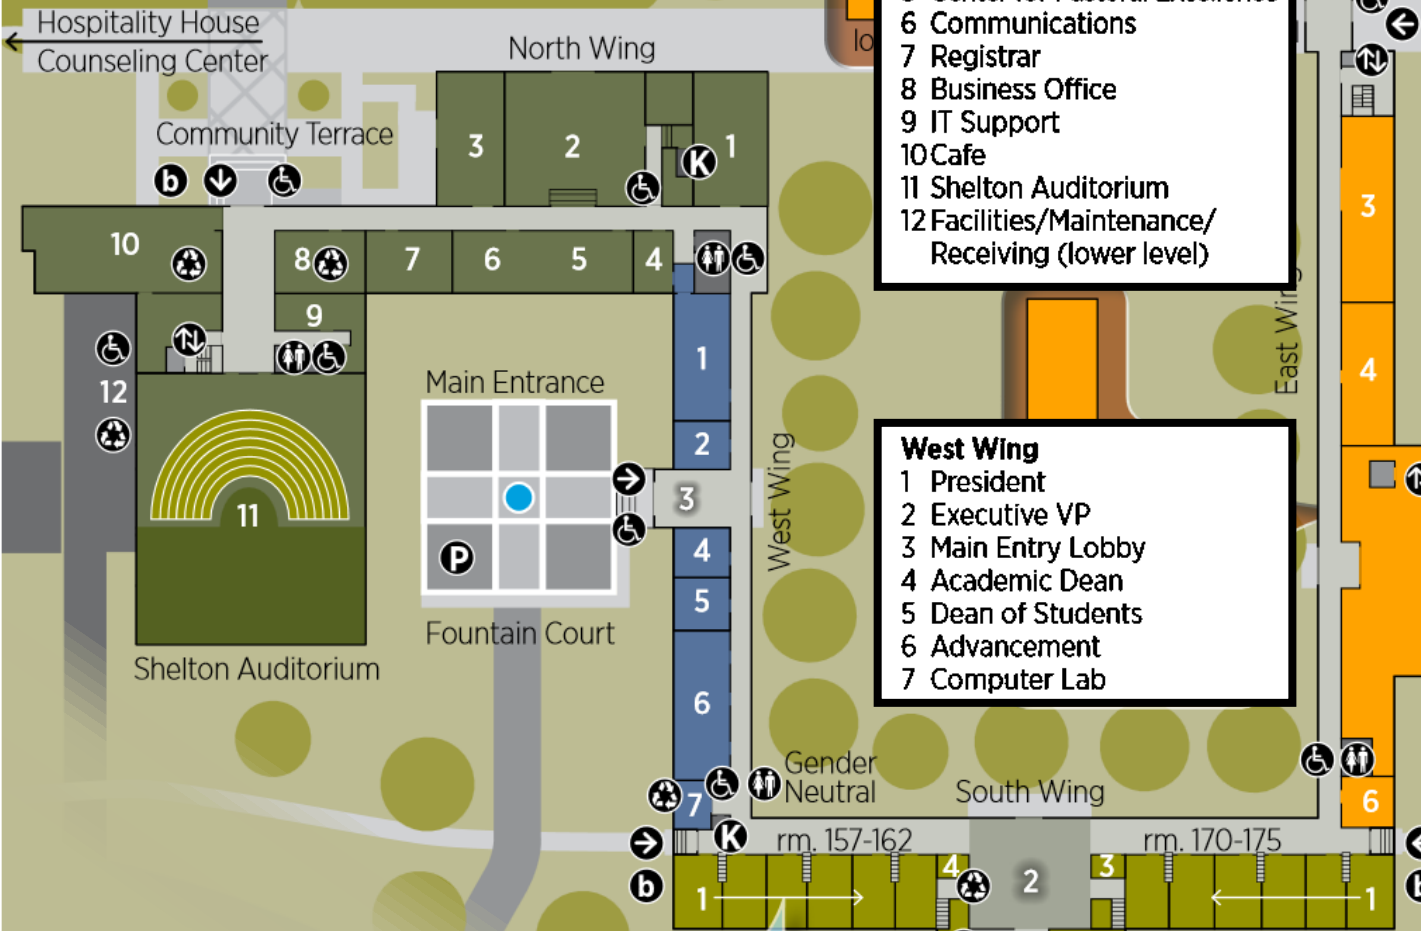 Hospitality House
Counseling Center
North Wing
Community Terrace
b
3
2
1
K
10
8
7
6
5
4
9
12
11
Shelton Auditorium
Main Entrance
P
Fountain Court
1
2
3
4
5
6
7
K
b
West Wing
lo
6 Communications
7 Registrar
8 Business Office
9 IT Support
10 Cafe
11 Shelton Auditorium
12 Facilities/Maintenance/
Receiving (lower level)
East Wing
3
4
6
West Wing
1 President
2 Executive VP
3 Main Entry Lobby
4 Academic Dean
5 Dean of Students
6 Advancement
7 Computer Lab
Gender
Neutral
South Wing
rm. 157-162
rm. 170-175
1
4
2
3
1
b